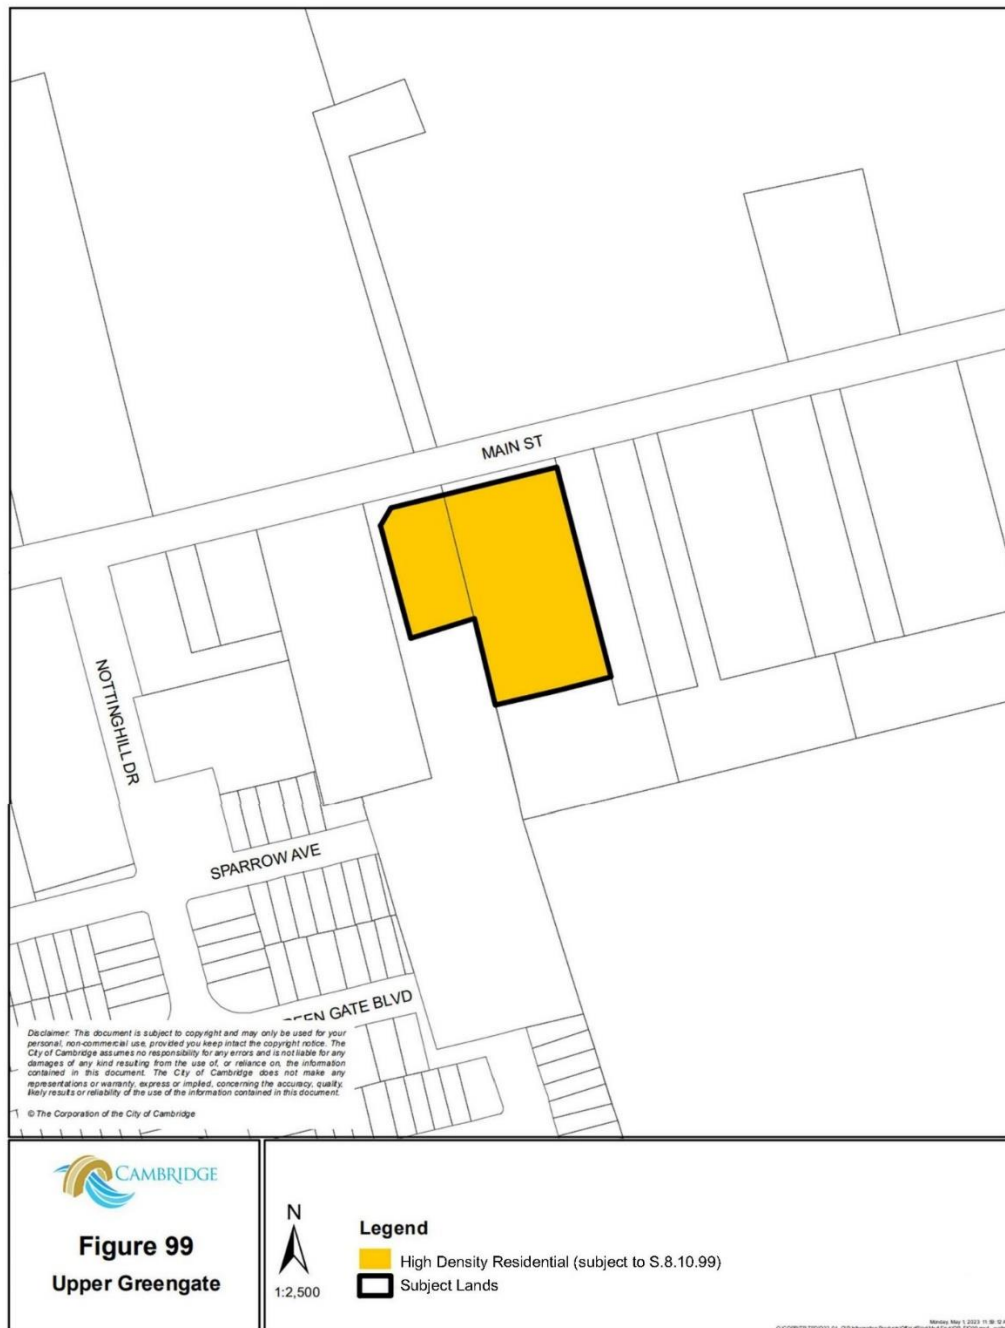 MAIN ST
NOTTINGHILL DR
SPARROW AVE
GATE BLVD
Disclaimer: This document is subject to copyright and may only be used for your
personal, non-commercial use, provided you keep intact the copyright notice. The
City of Cambridge assumes no responsibility for any errors and is not liable for any
damages of any kind resulting from the use of, or reliance on, the information
contained in this document. The City of Cambridge does not make any
representations or warranty, express or implied, concerning the accuracy, quality,
likely results or reliability of the use of the information contained in this document.
© The Corporation of the City of Cambridge
CAMBRIDGE
Figure 99
Upper Greengate
N
1:2,500
Legend
High Density Residential (subject to S.8.10.99)
Subject Lands
Monday, May 1, 2023